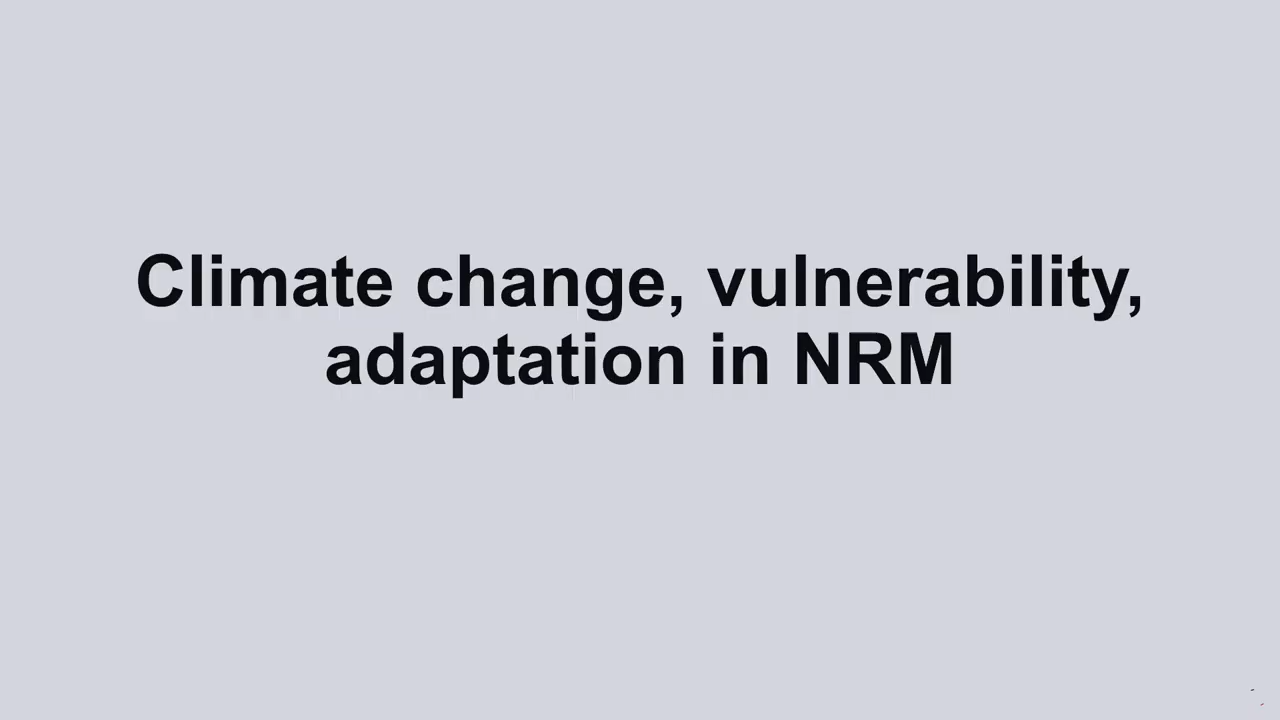 Climate change, vulnerability,
adaptation in NRM